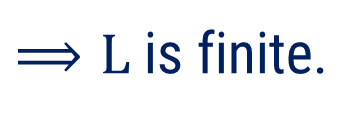 ⟹ L is finite.